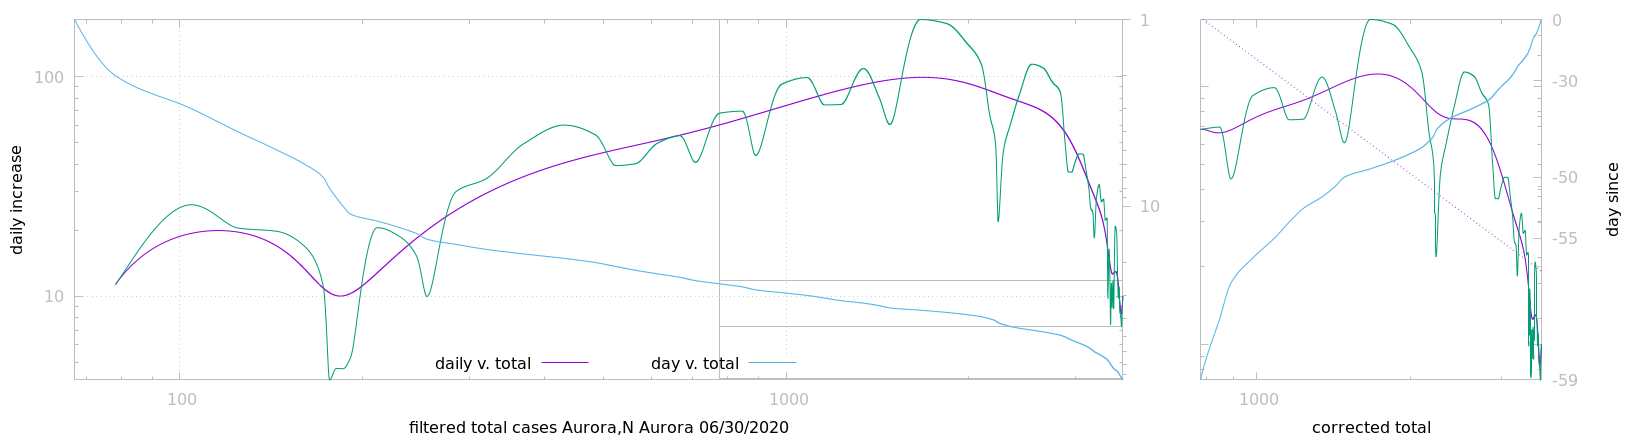 1
0
100
-30
daily increase
-50
day since
10
-55
10
daily v. total
day v. total
-59
100
1000
1000
filtered total cases Aurora,N Aurora 06/30/2020
corrected total